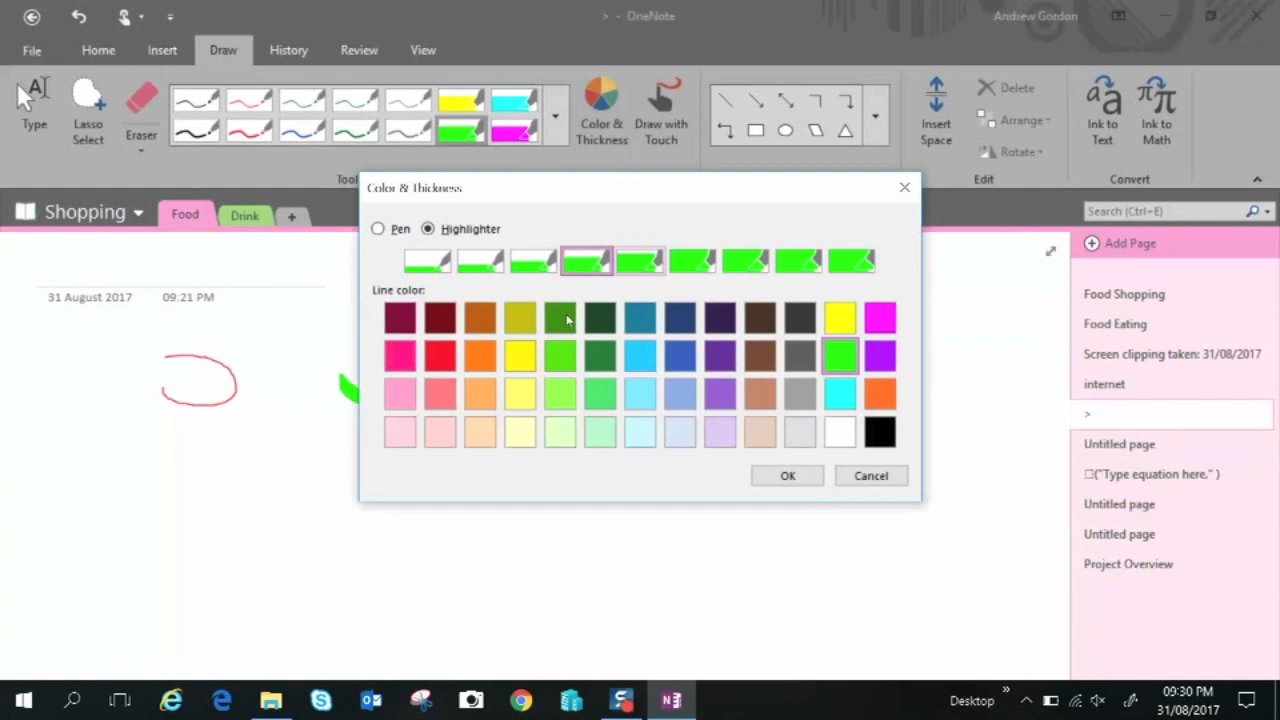 > - OneNote
Andrew Gordon
File
Home
Insert
Draw
History
Review
View
Type
Lasso Select
Eraser
Color & Thickness
Draw with Touch
Insert Space
Delete
Arrange
Rotate
Ink to Text
Ink to Math
Tool
Edit
Convert
Shopping
Food
Drink
+
Search (Ctrl+E)
Add Page
31 August 2017
09:21 PM
Color & Thickness
Pen
Highlighter
Line color:
OK
Cancel
Food Shopping
Food Eating
Screen clipping taken: 31/08/2017
internet
>
Untitled page
("Type equation here." )
Untitled page
Untitled page
Project Overview
Desktop
09:30 PM
31/08/2017